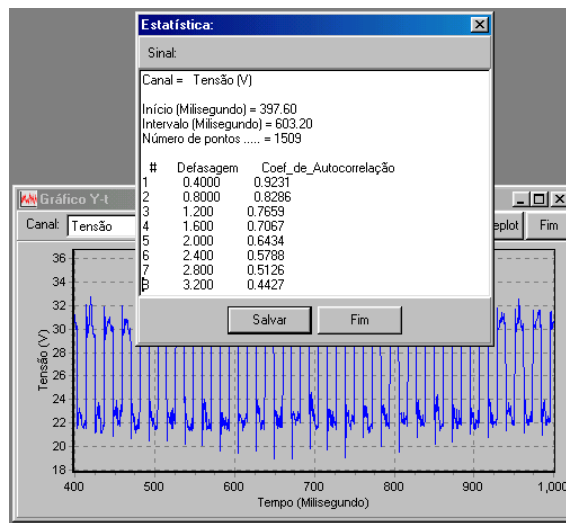 Estatística:
Sinal:
Canal = Tensão (V)
Início (Milisegundo) = 397.60
Intervalo (Milisegundo) = 603.20
Número de pontos ..... = 1509
# Defasagem Coef_de_Autocorrelação
1 0.4000 0.9231
2 0.8000 0.8286
3 1.200 0.7659
4 1.600 0.7067
5 2.000 0.6434
6 2.400 0.5788
7 2.800 0.5126
8 3.200 0.4427
Salvar Fim
Gráfico Y-t
Canal: Tensão eplot Fim
Tensão (V)
36
34
32
30
28
26
24
22
20
18
400 500 600 700 800 900 1,000
Tempo (Milisegundo)